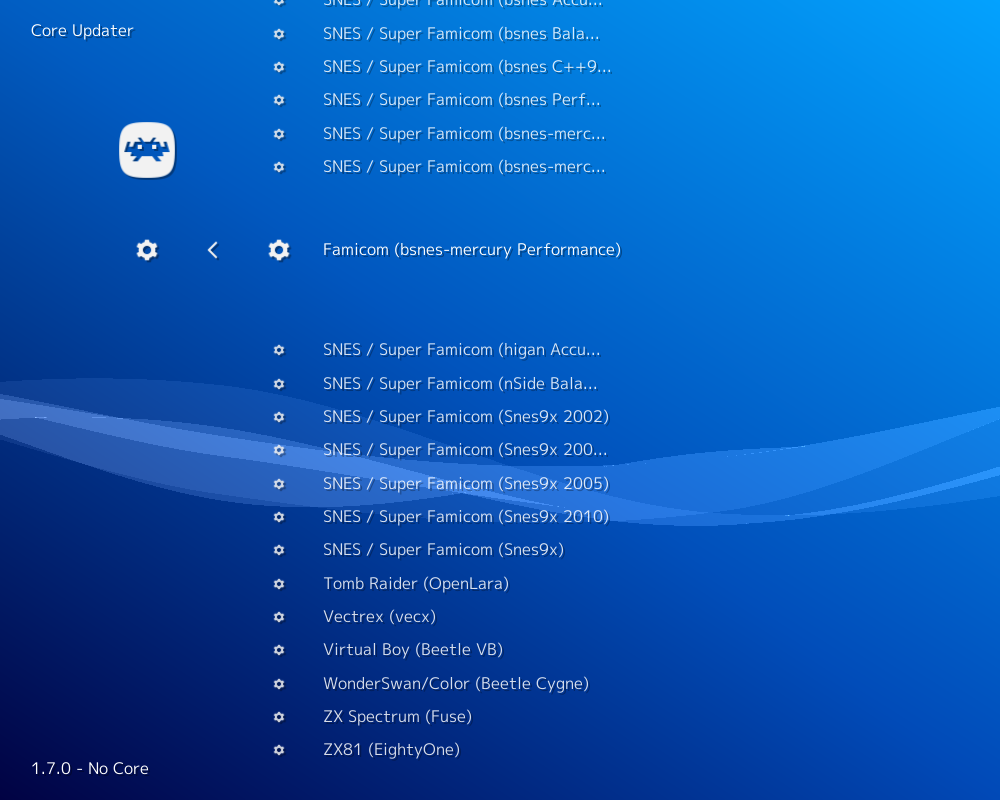 SNES / Super Famicom (bsnes Accu...
Core Updater
SNES / Super Famicom (bsnes Bala...
SNES / Super Famicom (bsnes C++9...
SNES / Super Famicom (bsnes Perf...
SNES / Super Famicom (bsnes-merc...
SNES / Super Famicom (bsnes-merc...
Famicom (bsnes-mercury Performance)
SNES / Super Famicom (higan Accu...
SNES / Super Famicom (nSide Bala...
SNES / Super Famicom (Snes9x 2002)
SNES / Super Famicom (Snes9x 200...
SNES / Super Famicom (Snes9x 2005)
SNES / Super Famicom (Snes9x 2010)
SNES / Super Famicom (Snes9x)
Tomb Raider (OpenLara)
Vectrex (vecx)
Virtual Boy (Beetle VB)
WonderSwan/Color (Beetle Cygne)
ZX Spectrum (Fuse)
ZX81 (EightyOne)
1.7.0 - No Core